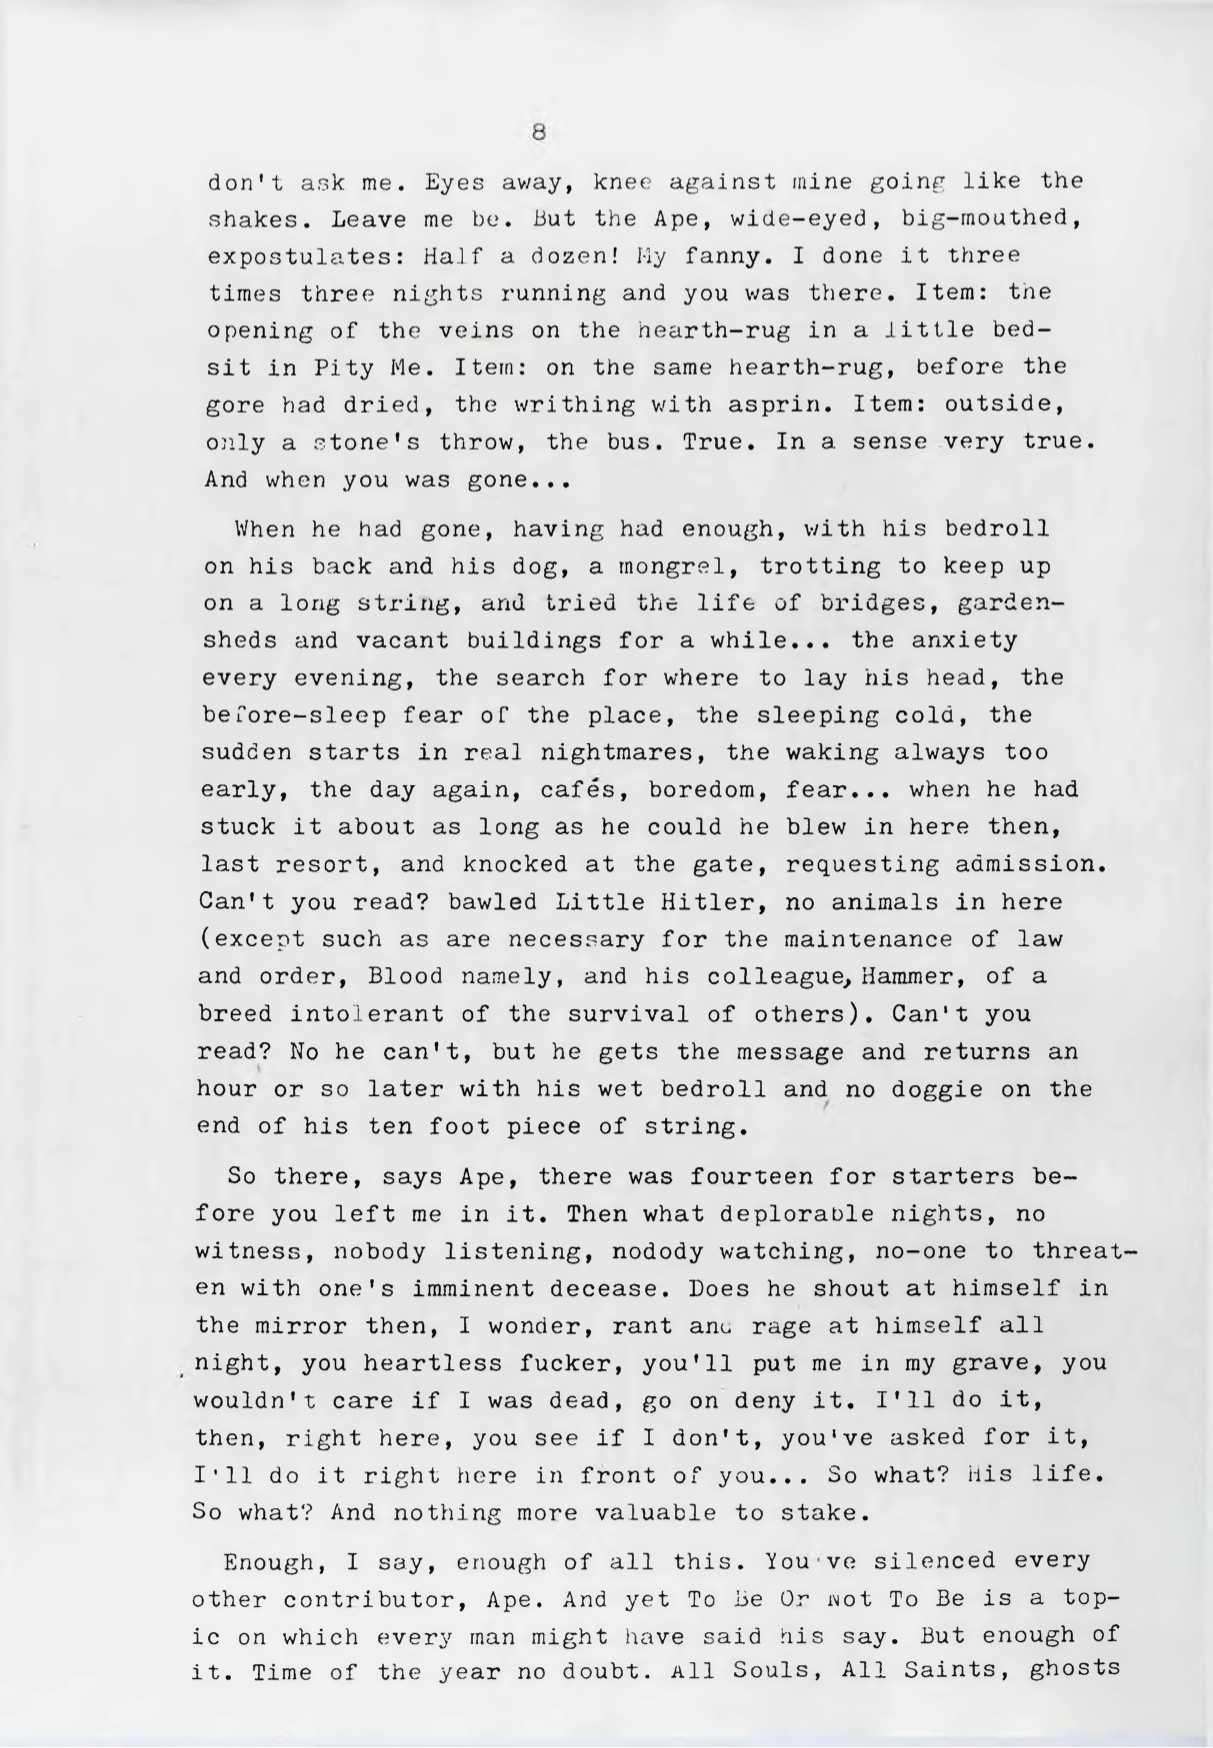 8
don't ask me. Eyes away, knee against mine going like the
shakes. Leave me be. But the Ape, wide-eyed, big-mouthed,
expostulates: Half a dozen! My fanny. I done it three
times three nights running and you was there. Item: the
opening of the veins on the hearth-rug in a little bed-
sit in Pity Me. Item: on the same hearth-rug, before the
gore had dried, the writhing with asprin. Item: outside,
only a stone's throw, the bus. True. In a sense very true.
And when you was gone...
When he had gone, having had enough, with his bedroll
on his back and his dog, a mongrel, trotting to keep up
on a long string, and tried the life of bridges, garden-
sheds and vacant buildings for a while... the anxiety
every evening, the search for where to lay his head, the
before-sleep fear of the place, the sleeping cold, the
sudden starts in real nightmares, the waking always too
early, the day again, cafés, boredom, fear... when he had
stuck it about as long as he could he blew in here then,
last resort, and knocked at the gate, requesting admission.
Can't you read? bawled Little Hitler, no animals in here
(except such as are necessary for the maintenance of law
and order, Blood namely, and his colleague, Hammer, of a
breed intolerant of the survival of others). Can't you
read? No he can't, but he gets the message and returns an
hour or so later with his wet bedroll and no doggie on the
end of his ten foot piece of string.
So there, says Ape, there was fourteen for starters be-
fore you left me in it. Then what deplorable nights, no
witness, nobody listening, nodody watching, no-one to threat-
en with one's imminent decease. Does he shout at himself in
the mirror then, I wonder, rant and rage at himself all
night, you heartless fucker, you'll put me in my grave, you
wouldn't care if I was dead, go on deny it. I'll do it,
then, right here, you see if I don't, you've asked for it,
I'll do it right here in front of you... So what? His life.
So what? And nothing more valuable to stake.
Enough, I say, enough of all this. You've silenced every
other contributor, Ape. And yet To Be Or Not To Be is a top-
ic on which every man might have said his say. But enough of
it. Time of the year no doubt. All Souls, All Saints, ghosts